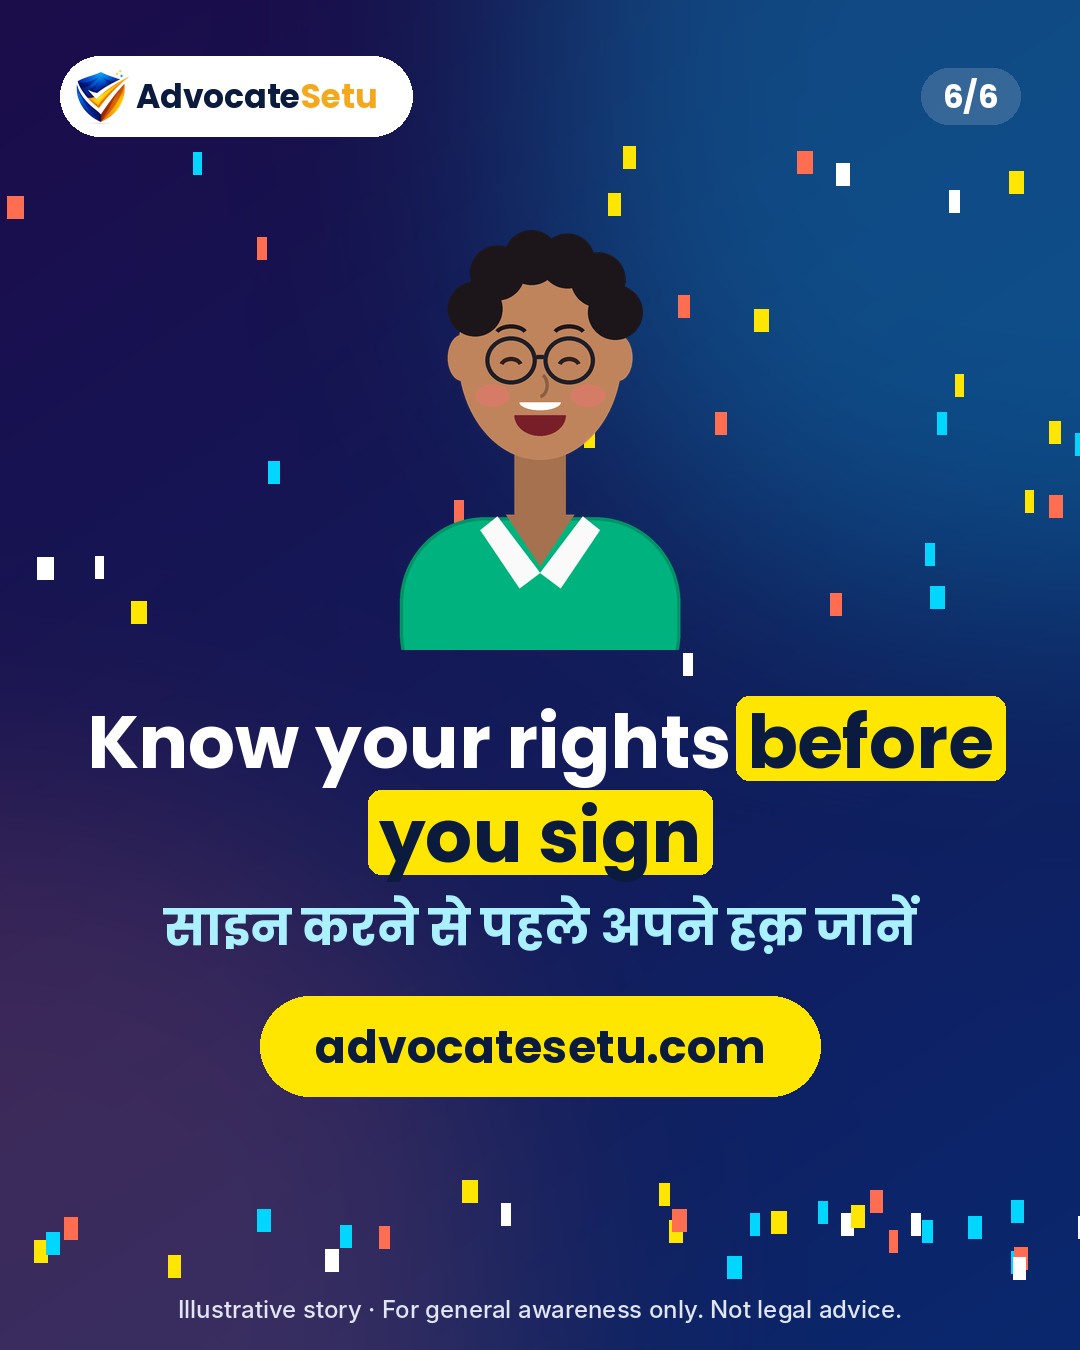 AdvocateSetu
6/6
Know your rights before
you sign
साइन करने से पहले अपने हक़ जानें
advocatesetu.com
Illustrative story · For general awareness only. Not legal advice.